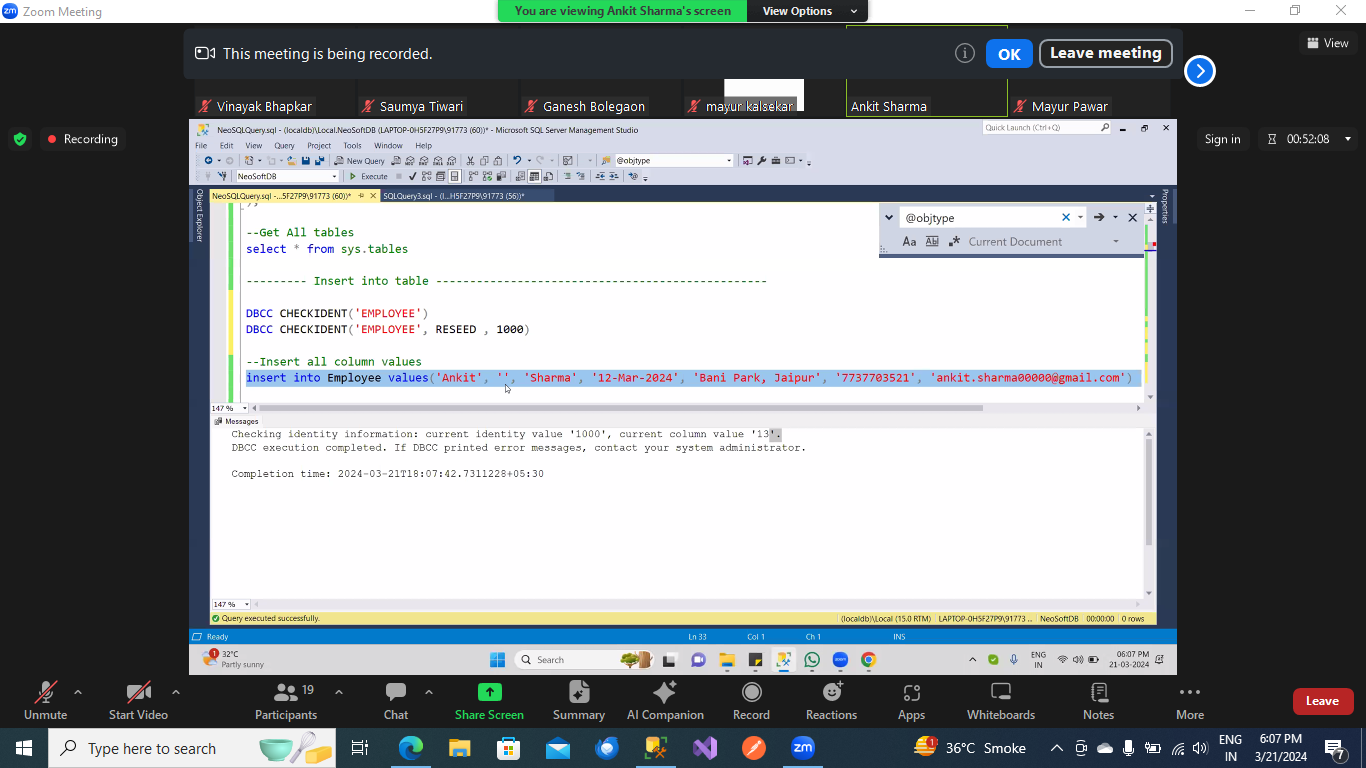 Zoom Meeting
You are viewing Ankit Sharma's screen
View Options
This meeting is being recorded.
OK
Leave meeting
View
Vinayak Bhapkar
Saumya Tiwari
Ganesh Bolegaon
mayur kalsekar
Ankit Sharma
Mayur Pawar
Recording
Sign in
00:52:08
NeoSQLQuery.sql - (localdb)\Local.NeoSoftDB (LAPTOP-0H5F27P9\91773 (60))* - Microsoft SQL Server Management Studio
Quick Launch (Ctrl+Q)
File Edit View Query Project Tools Window Help
New Query
@objtype
NeoSoftDB
Execute
Object Explorer
NeoSQLQuery.sql -...5F27P9\91773 (60))*
SQLQuery3.sql - (l...H5F27P9\91773 (56))*
Properties
@objtype
Aa Ab .* Current Document
);
--Get All tables
select * from sys.tables
--------- Insert into table -------------------------------------------------
DBCC CHECKIDENT('EMPLOYEE')
DBCC CHECKIDENT('EMPLOYEE', RESEED , 1000)
--Insert all column values
insert into Employee values('Ankit', '', 'Sharma', '12-Mar-2024', 'Bani Park, Jaipur', '7737703521', 'ankit.sharma00000@gmail.com')
147 %
Messages
Checking identity information: current identity value '1000', current column value '13'.
DBCC execution completed. If DBCC printed error messages, contact your system administrator.
Completion time: 2024-03-21T18:07:42.7311228+05:30
147 %
Query executed successfully.
(localdb)\Local (15.0 RTM)
LAPTOP-0H5F27P9\91773 ...
NeoSoftDB
00:00:00
0 rows
Ready
Ln 33
Col 1
Ch 1
INS
1
32°C
Partly sunny
Search
ENG
IN
06:07 PM
21-03-2024
Unmute
Start Video
19
Participants
Chat
Share Screen
Summary
AI Companion
Record
Reactions
Apps
Whiteboards
Notes
More
Leave
Type here to search
zm
1
36°C Smoke
ENG
IN
6:07 PM
3/21/2024
7